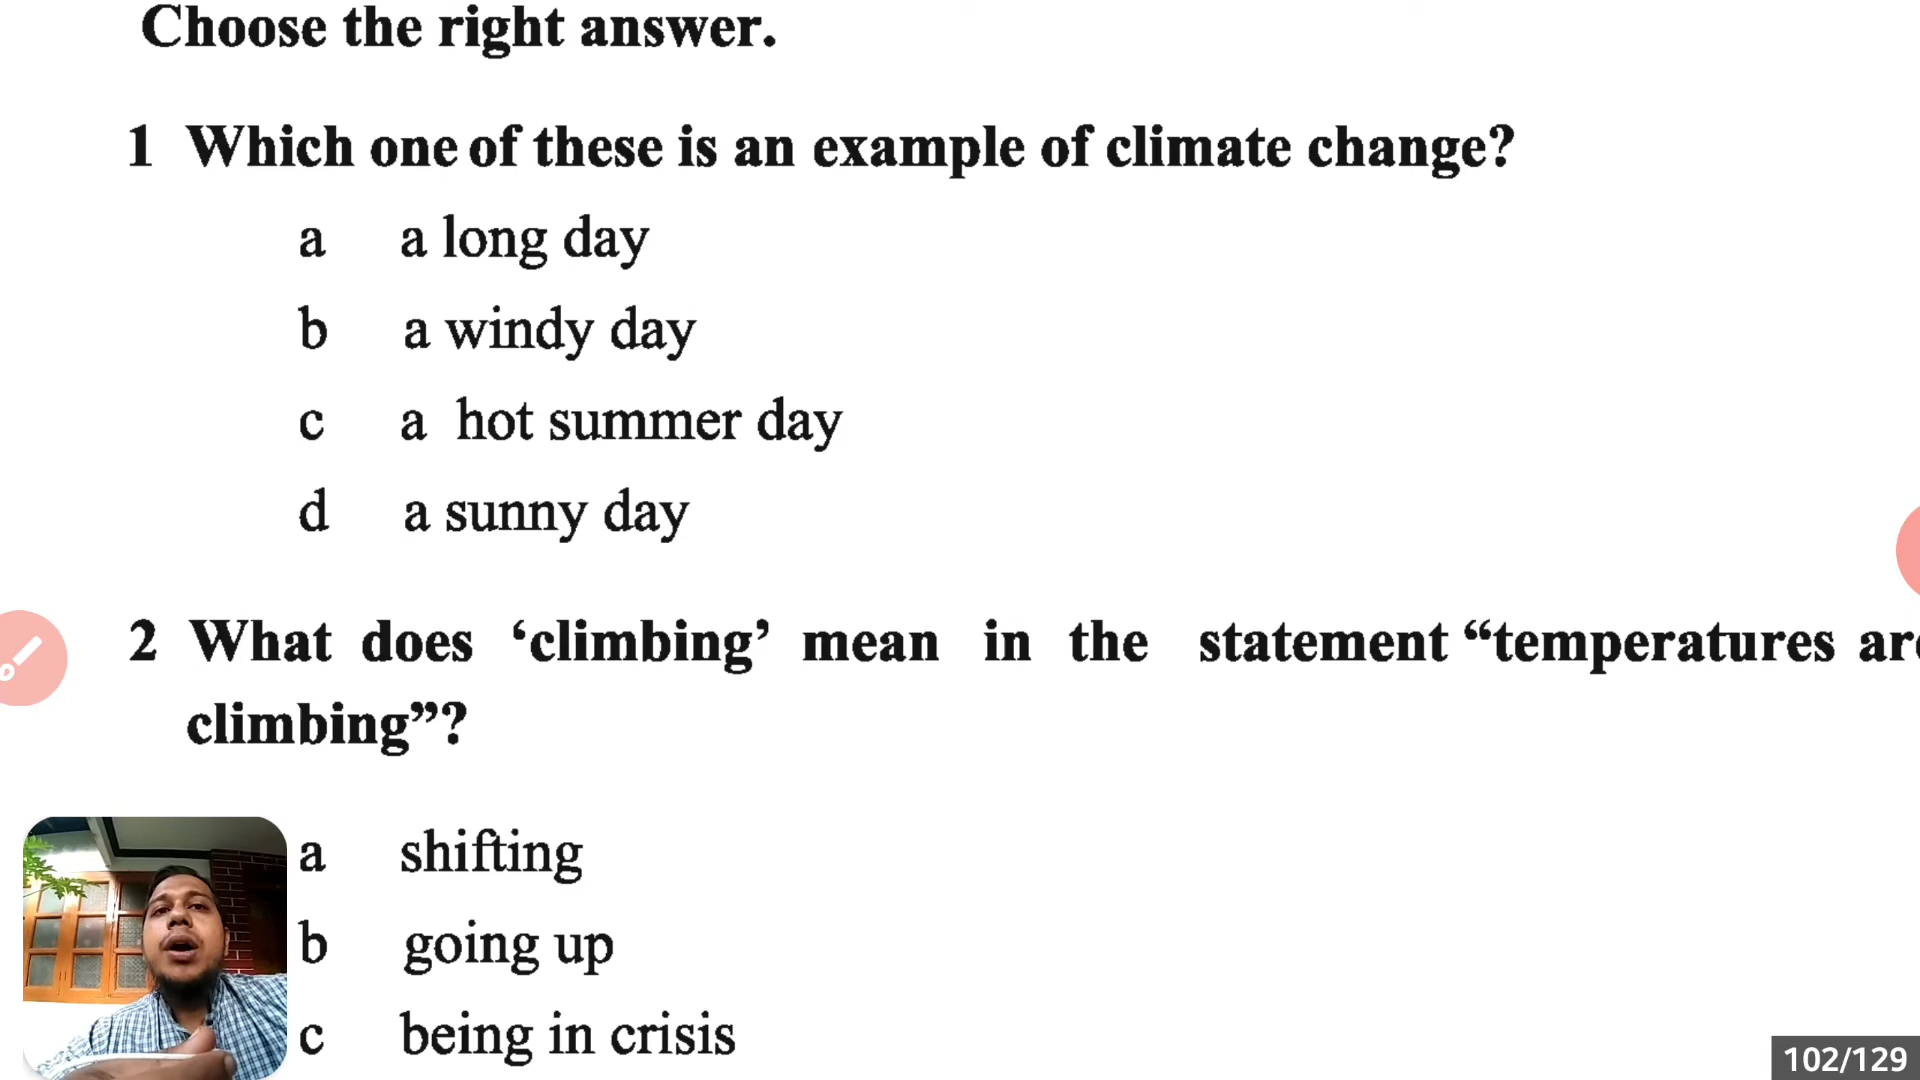 Choose the right answer.
1 Which one of these is an example of climate change?
a a long day
b a windy day
c a hot summer day
d a sunny day
2 What does ‘climbing’ mean in the statement “temperatures are
climbing”?
a shifting
b going up
c being in crisis
102/129